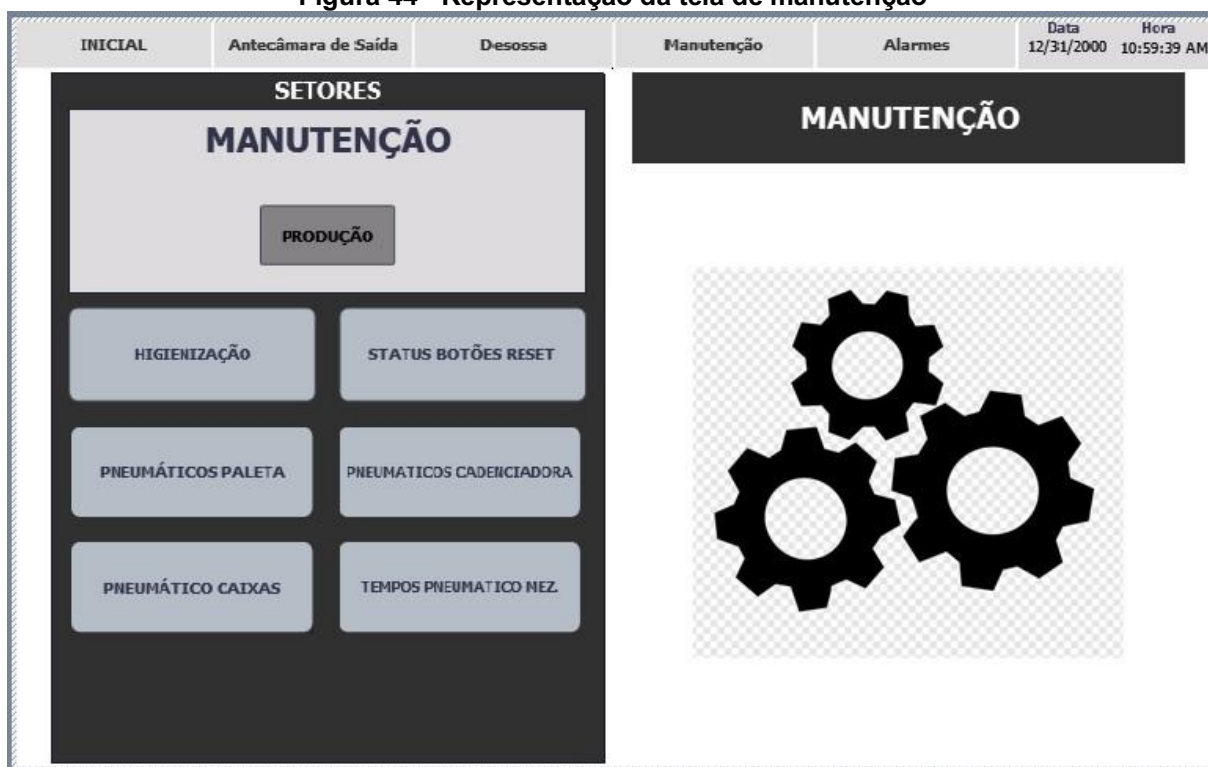 Figura 44 - Representação da tela de manutenção
INICIAL Antecâmara de Saída Desossa Manutenção Alarmes Data Hora
12/31/2000 10:59:39 AM
SETORES
MANUTENÇÃO
PRODUÇÃO
HIGIENIZAÇÃO STATUS BOTÕES RESET
PNEUMÁTICOS PALETA PNEUMATICOS CADENCIADORA
PNEUMÁTICO CAIXAS TEMPOS PNEUMATICO NEZ.
MANUTENÇÃO